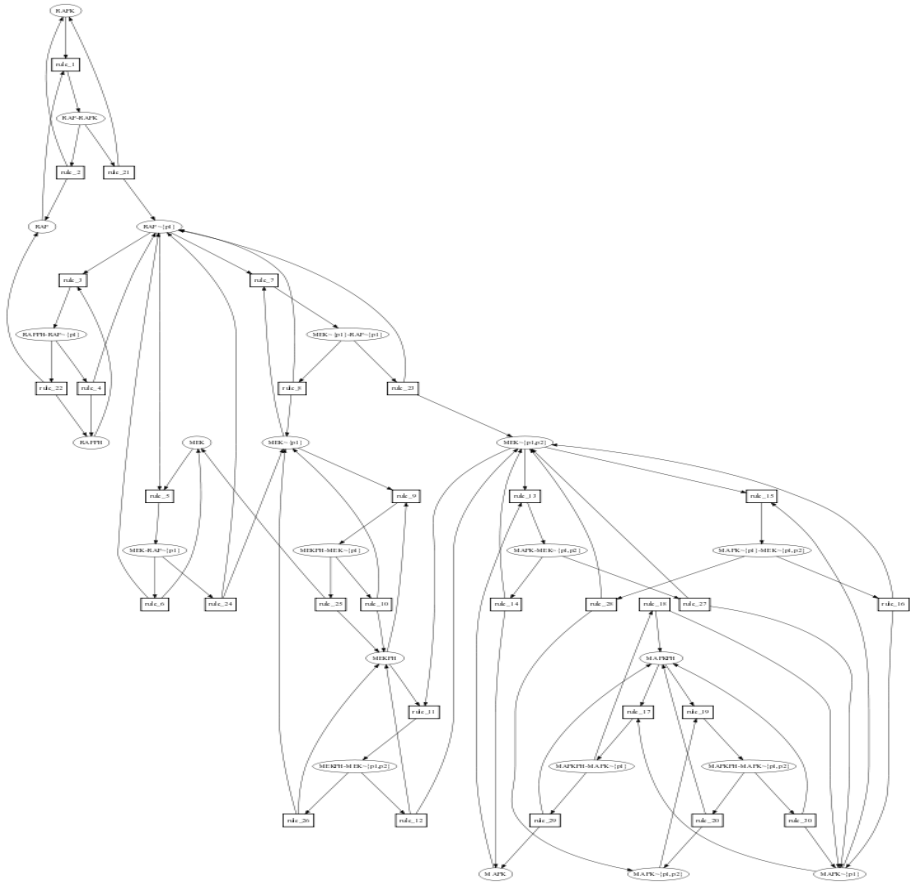 RAFK
rule_1
RAF-RAFK
rule_2
rule_21
RAF
RAF~{p1}
rule_3
rule_7
RAFPH-RAF~{p1}
MEK~{p1}-RAF~{p1}
rule_22
rule_4
rule_8
rule_23
RAFPH
MEK
MEK~{p1}
MEK~{p1,p2}
rule_5
rule_9
rule_13
rule_15
MEK-RAF~{p1}
MEKPH-MEK~{p1}
MAPK-MEK~{p1,p2}
MAPK~{p1}-MEK~{p1,p2}
rule_6
rule_24
rule_25
rule_10
rule_14
rule_28
rule_18
rule_27
rule_16
MEKPH
MAPKPH
rule_11
rule_17
rule_19
MEKPH-MEK~{p1,p2}
MAPKPH-MAPK~{p1}
MAPKPH-MAPK~{p1,p2}
rule_26
rule_12
rule_29
rule_20
rule_30
MAPK
MAPK~{p1,p2}
MAPK~{p1}